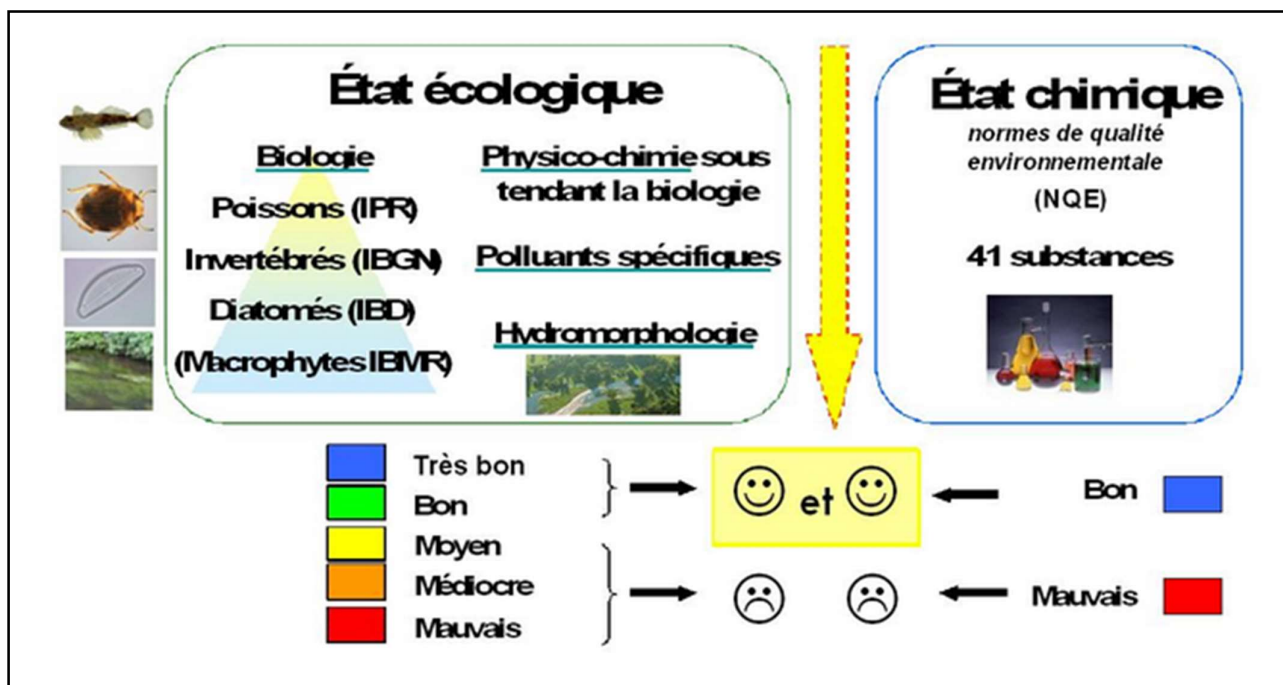 État écologique
Biologie
Poissons (IPR)
Invertébrés (IBGN)
Diatomés (IBD)
(Macrophytes IBMR)
Physico-chimie sous
tendant la biologie
Polluants spécifiques
Hydromorphologie
État chimique
normes de qualité
environnementale
(NQE)
41 substances
Très bon
Bon
Moyen
Médiocre
Mauvais
et
Bon
Mauvais